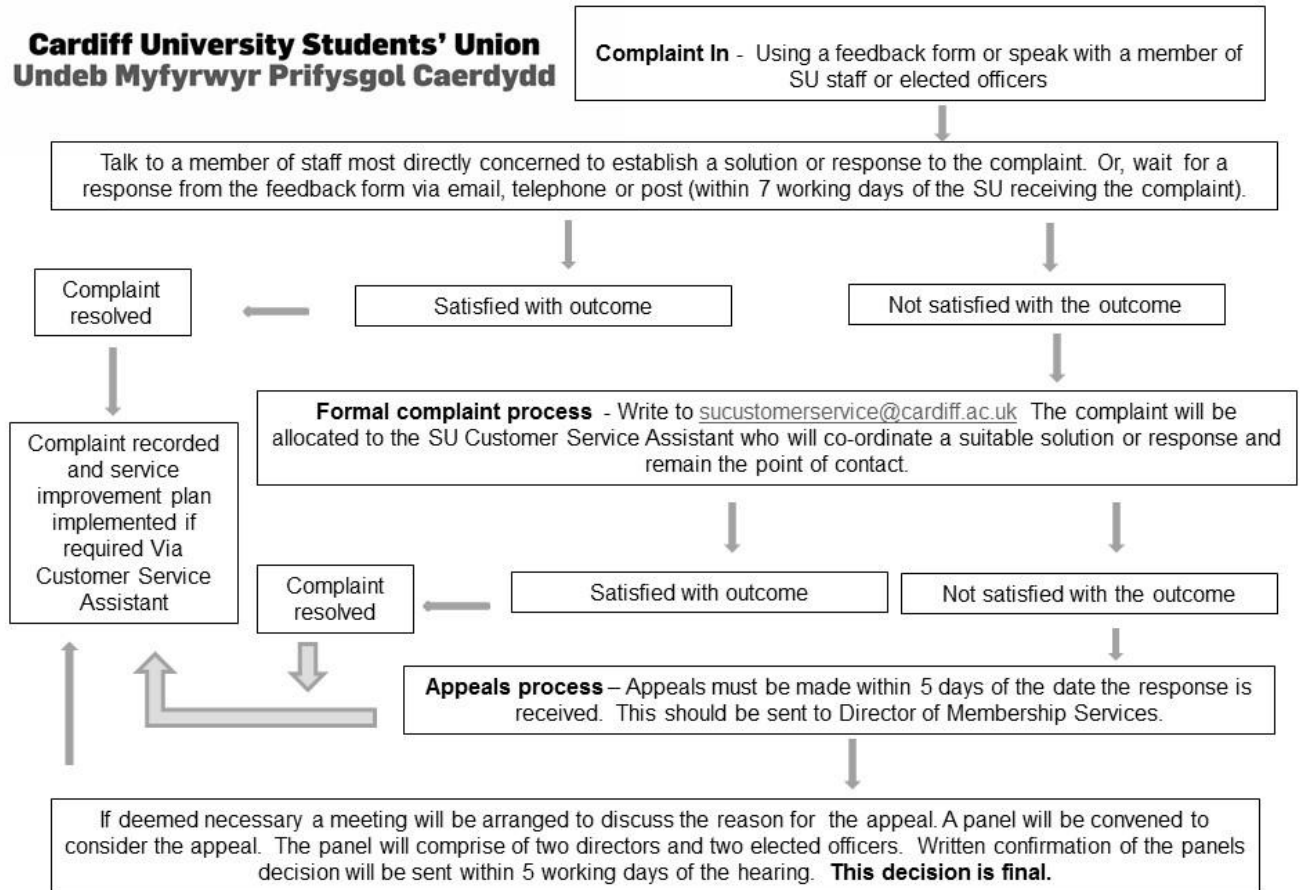 Cardiff University Students' Union
Undeb Myfyrwyr Prifysgol Caerdydd
Complaint In - Using a feedback form or speak with a member of
SU staff or elected officers
Talk to a member of staff most directly concerned to establish a solution or response to the complaint. Or, wait for a
response from the feedback form via email, telephone or post (within 7 working days of the SU receiving the complaint).
Complaint
resolved
Satisfied with outcome
Not satisfied with the outcome
Formal complaint process - Write to sucustomerservice@cardiff.ac.uk The complaint will be
allocated to the SU Customer Service Assistant who will co-ordinate a suitable solution or response and
remain the point of contact.
Complaint recorded
and service
improvement plan
implemented if
required Via
Customer Service
Assistant
Complaint
resolved
Satisfied with outcome
Not satisfied with the outcome
Appeals process – Appeals must be made within 5 days of the date the response is
received. This should be sent to Director of Membership Services.
If deemed necessary a meeting will be arranged to discuss the reason for the appeal. A panel will be convened to
consider the appeal. The panel will comprise of two directors and two elected officers. Written confirmation of the panels
decision will be sent within 5 working days of the hearing. This decision is final.